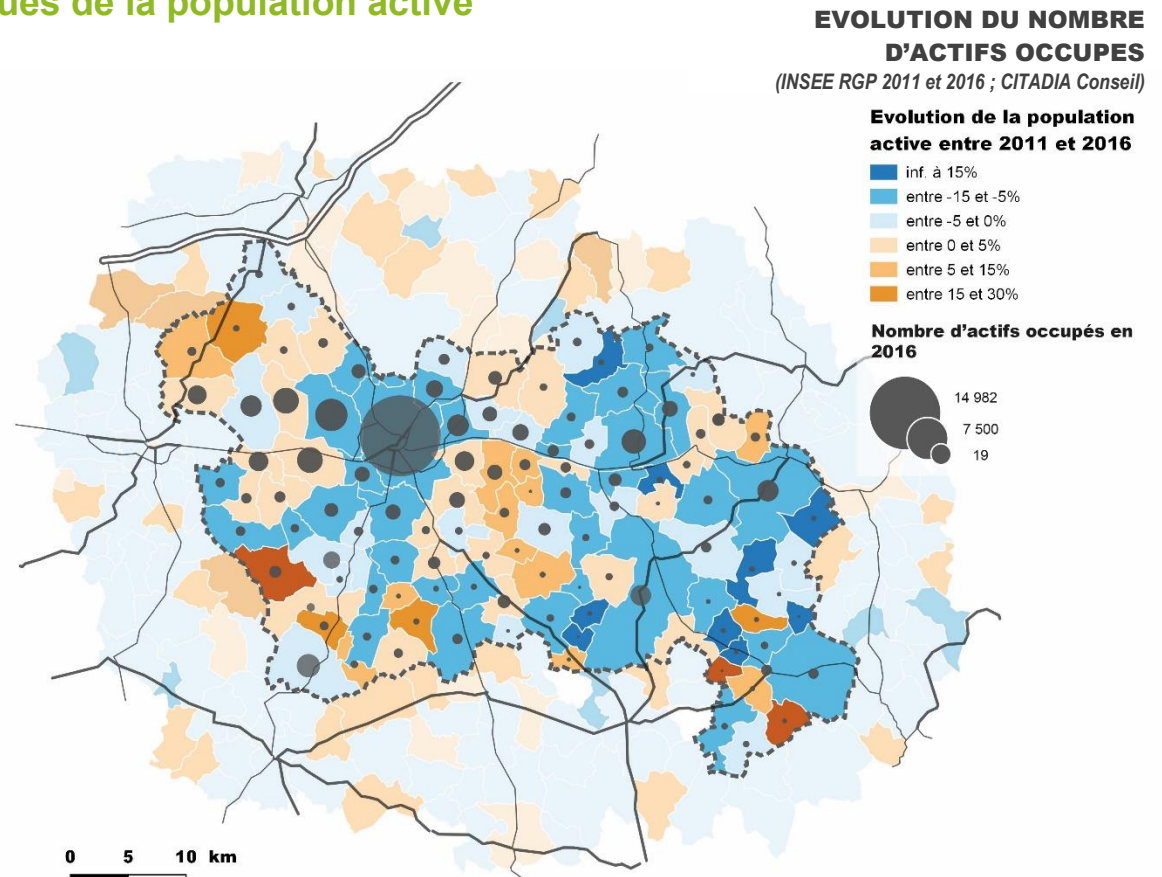 ues de la population active
EVOLUTION DU NOMBRE
D'ACTIFS OCCUPES
(INSEE RGP 2011 et 2016 ; CITADIA Conseil)
Evolution de la population
active entre 2011 et 2016
inf. à 15%
entre -15 et -5%
entre -5 et 0%
entre 0 et 5%
entre 5 et 15%
entre 15 et 30%
Nombre d'actifs occupés en
2016
14 982
7 500
19
0 5 10 km